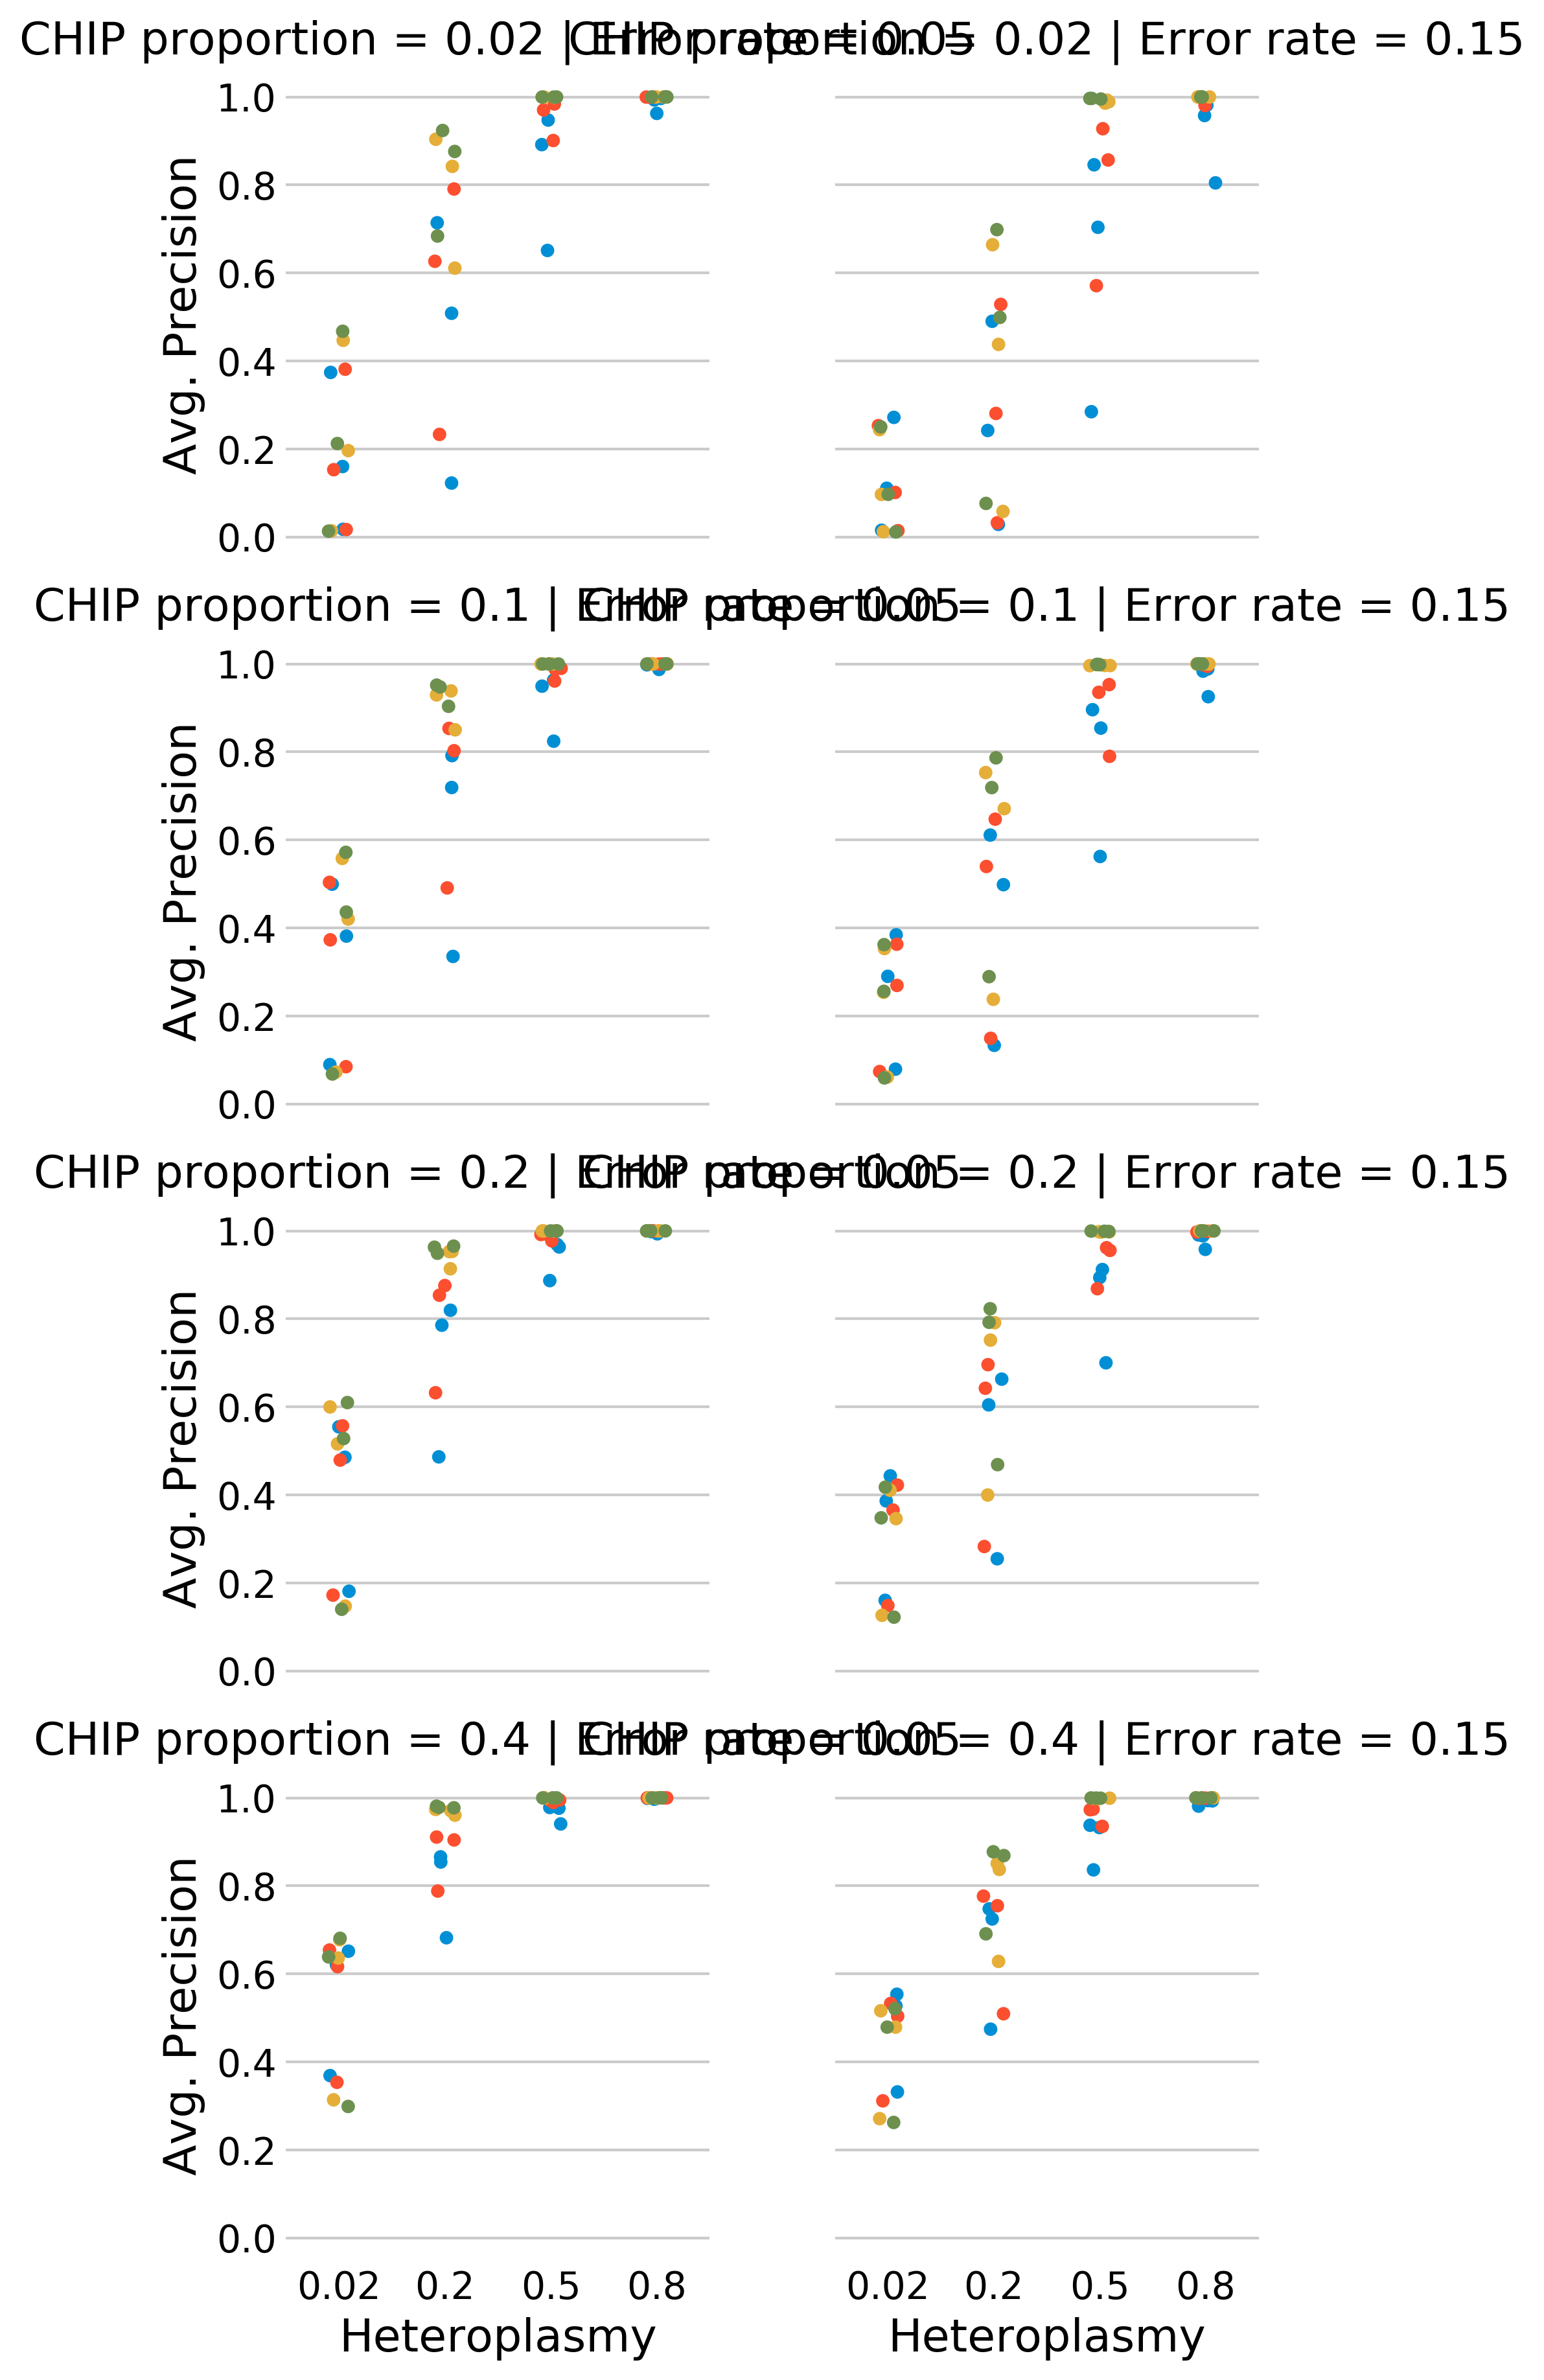 CHIP proportion = 0.02 | Error rate = 0.05
CHIP proportion = 0.02 | Error rate = 0.15
1.0
0.8
0.6
0.4
0.2
0.0
Avg. Precision
CHIP proportion = 0.1 | Error rate = 0.05
CHIP proportion = 0.1 | Error rate = 0.15
1.0
0.8
0.6
0.4
0.2
0.0
Avg. Precision
CHIP proportion = 0.2 | Error rate = 0.05
CHIP proportion = 0.2 | Error rate = 0.15
1.0
0.8
0.6
0.4
0.2
0.0
Avg. Precision
CHIP proportion = 0.4 | Error rate = 0.05
CHIP proportion = 0.4 | Error rate = 0.15
1.0
0.8
0.6
0.4
0.2
0.0
Avg. Precision
0.02 0.2 0.5 0.8
Heteroplasmy
0.02 0.2 0.5 0.8
Heteroplasmy